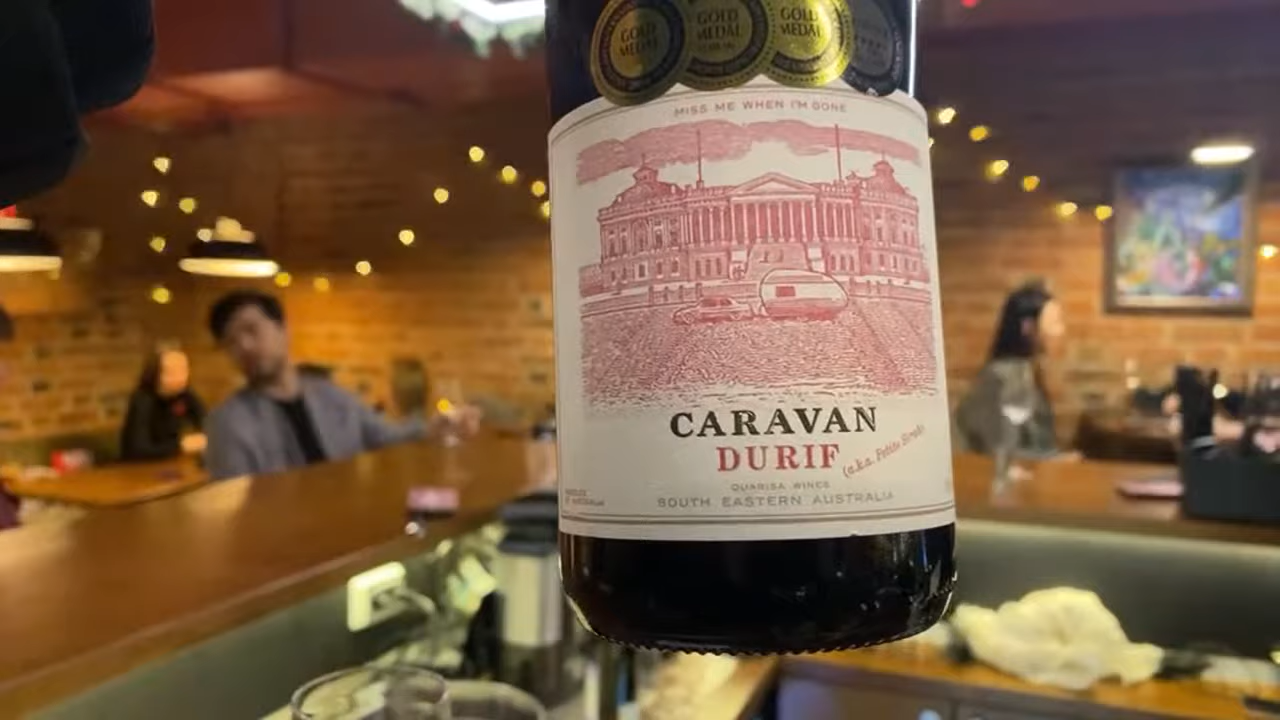 GOLD MEDAL
GOLD MEDAL
GOLD MEDAL
MISS ME WHEN I'M GONE
CARAVAN
DURIF
(a.k.a. Petite Sirah)
QUARISA WINES
SOUTH EASTERN AUSTRALIA